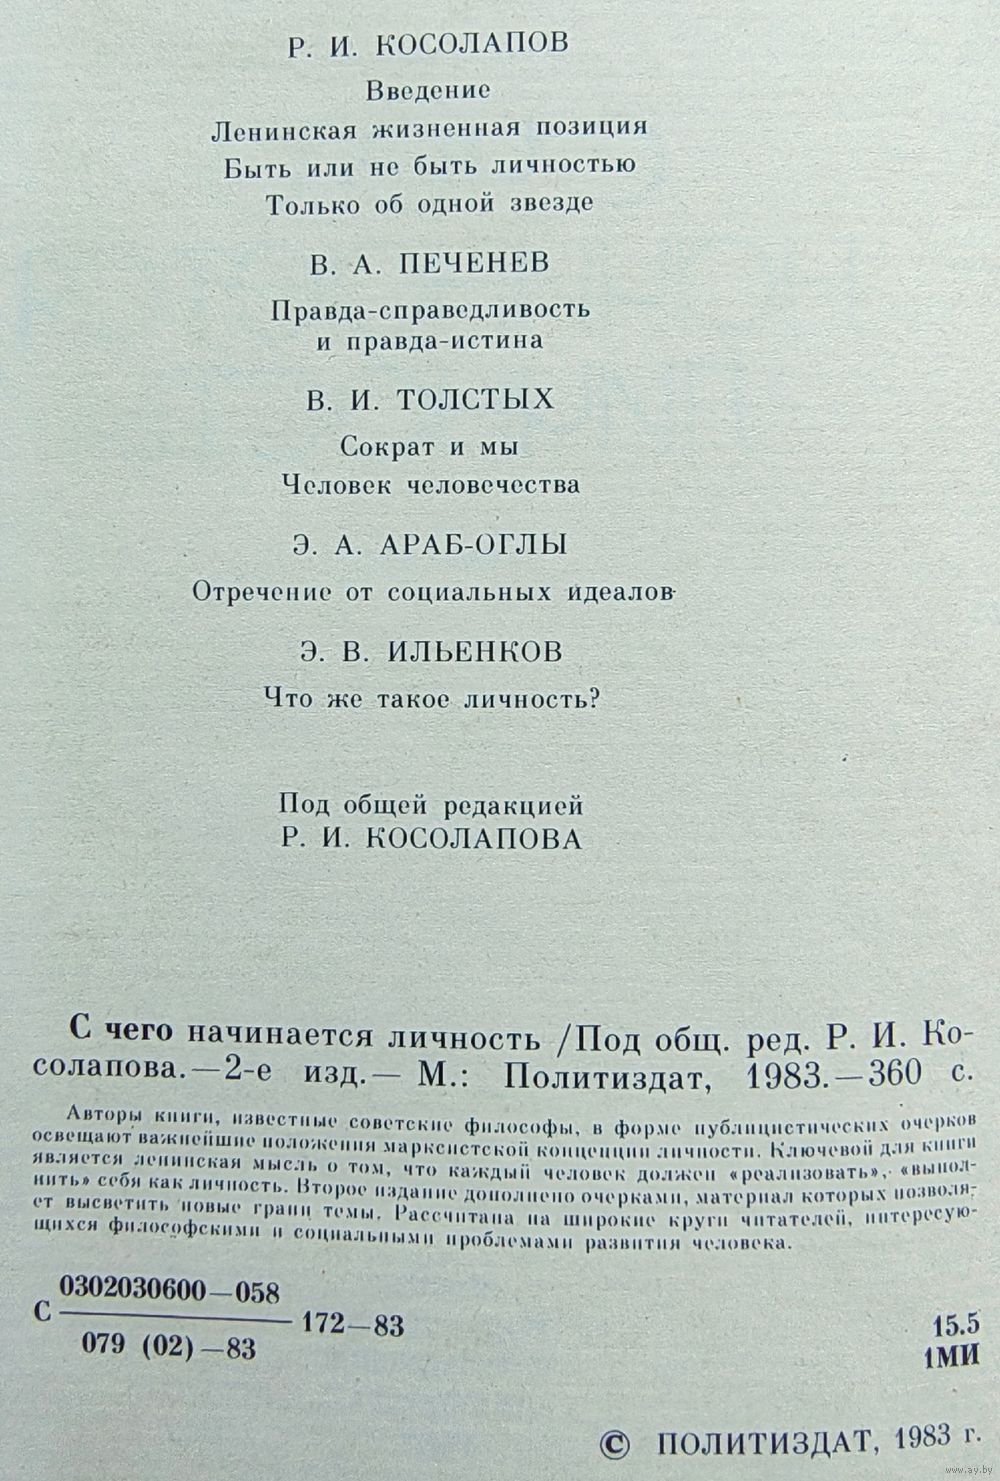 Р. И. КОСОЛАПОВ
Введение
Ленинская жизненная позиция
Быть или не быть личностью
Только об одной звезде
В. А. ПЕЧЕНЕВ
Правда-справедливость
и правда-истина
В. И. ТОЛСТЫХ
Сократ и мы
Человек человечества
Э. А. АРАБ-ОГЛЫ
Отречение от социальных идеалов
Э. В. ИЛЬЕНКОВ
Что же такое личность?
Под общей редакцией
Р. И. КОСОЛАПОВА
С чего начинается личность /Под общ. ред. Р. И. Ко-
солапова.—2-е изд.— М.: Политиздат, 1983.—360 с.
Авторы книги, известные советские философы, в форме публицистических очерков
освещают важнейшие положения марксистской концепции личности. Ключевой для книги
является ленинская мысль о том, что каждый человек должен «реализовать», «выпол-
нить» себя как личность. Второе издание дополнено очерками, материал которых позволя-
ет высветить новые грани темы. Рассчитана на широкие круги читателей, интересую-
щихся философскими и социальными проблемами развития человека.
С 0302030600—058
079 (02)—83 172—83
15.5
1МИ
© ПОЛИТИЗДАТ, 1983 г.
www.ay.by